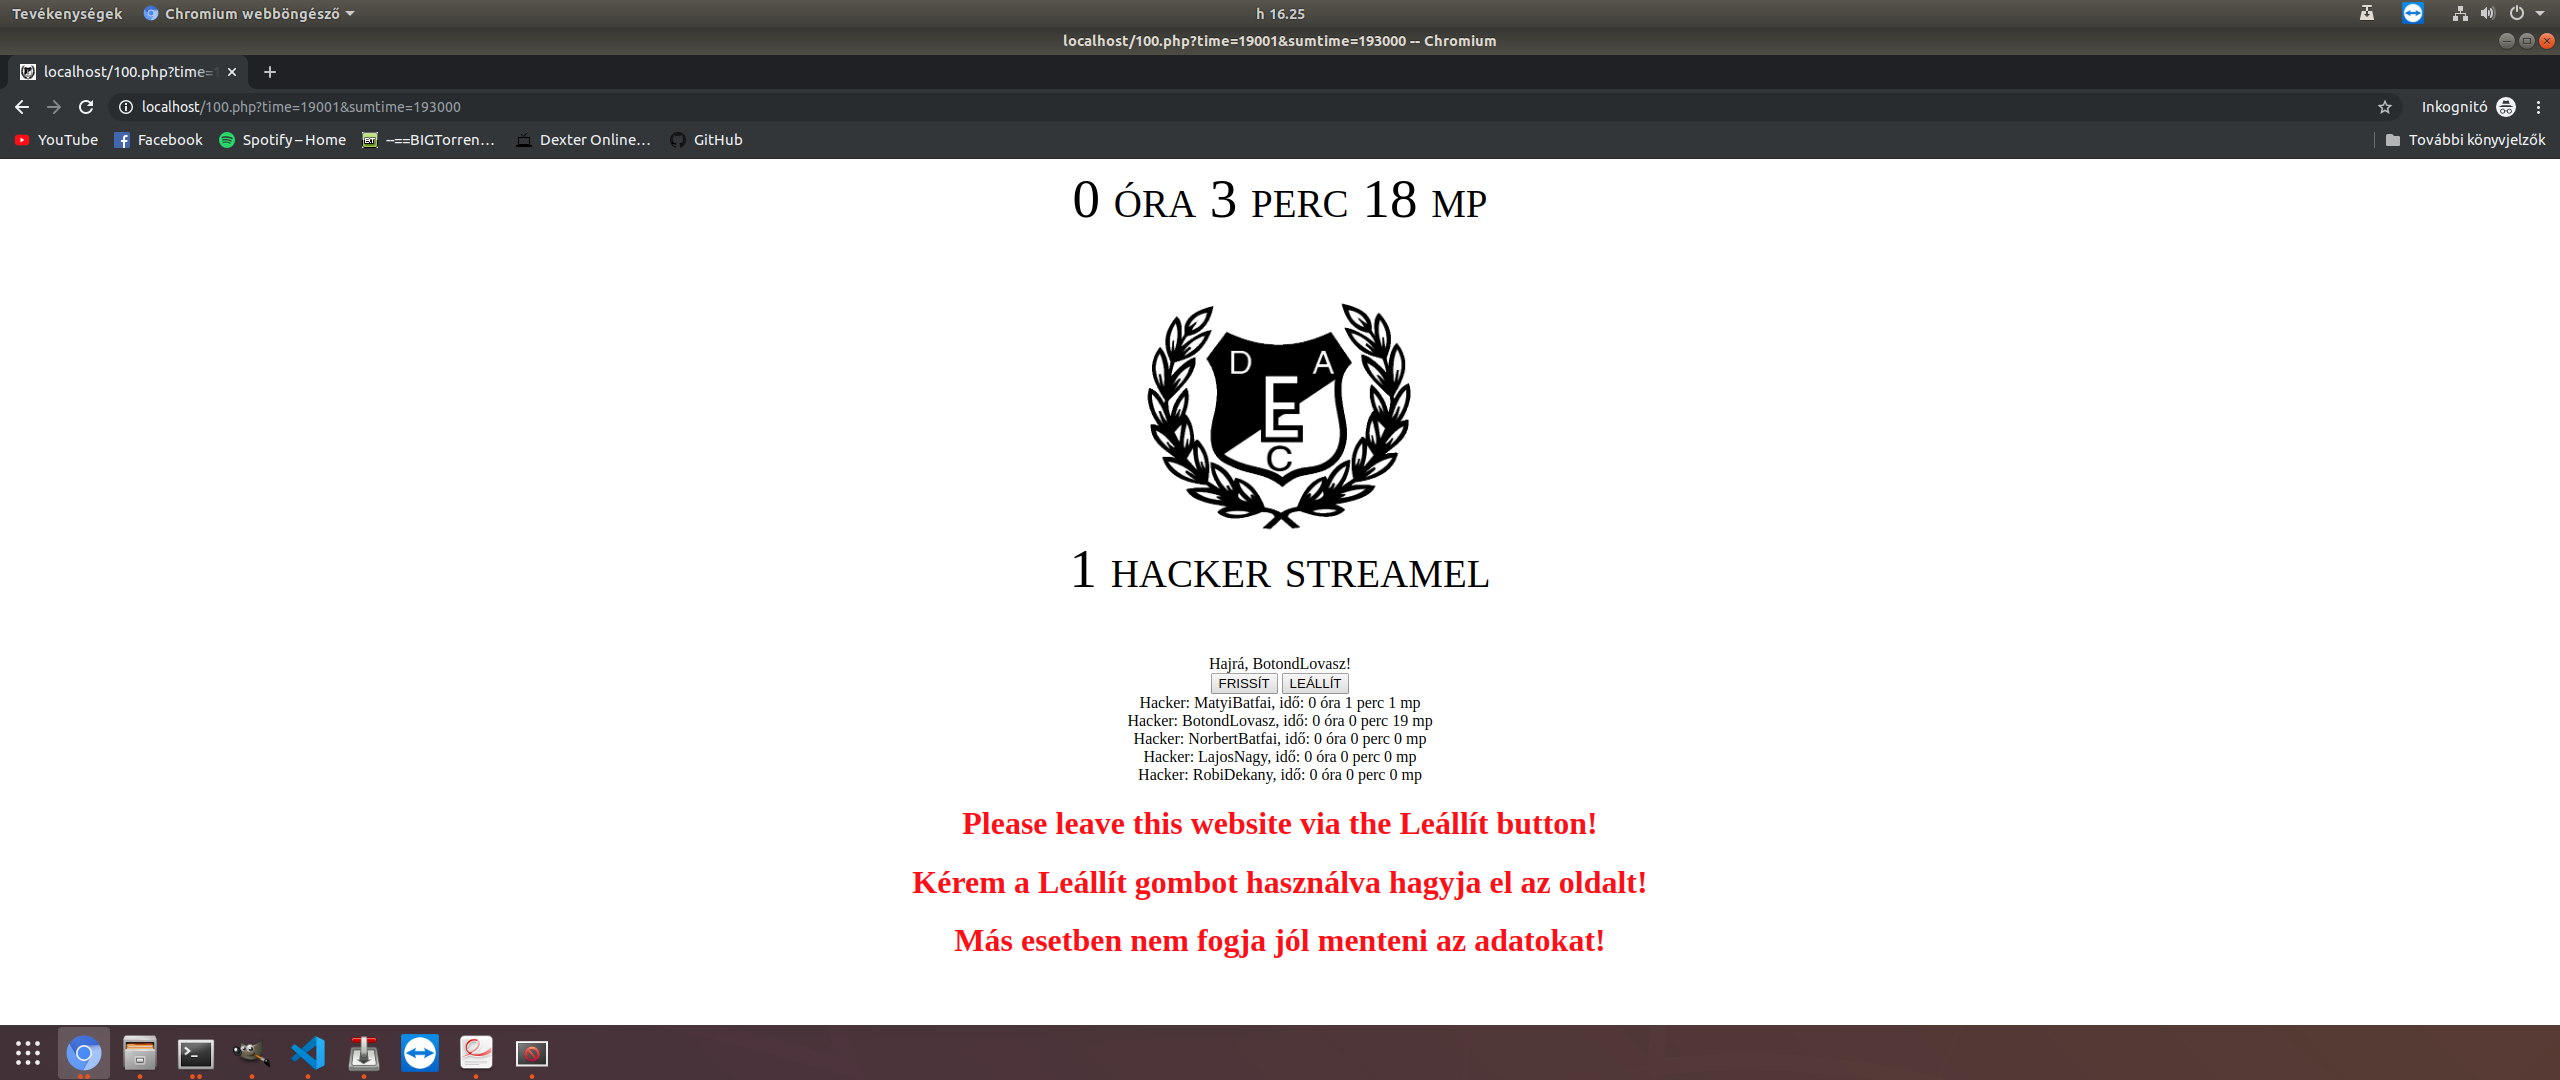 Tevékenységek Chromium webböngésző h 16.25
localhost/100.php?time=19001&sumtime=193000 -- Chromium
localhost/100.php?time=1
localhost/100.php?time=19001&sumtime=193000 Inkognitó
YouTube Facebook Spotify – Home --==BIGTorren… Dexter Online… GitHub További könyvjelzők
0 ÓRA 3 PERC 18 MP
D A
E
C
1 HACKER STREAMEL
Hajrá, BotondLovasz!
FRISSÍT LEÁLLÍT
Hacker: MatyiBatfai, idő: 0 óra 1 perc 1 mp
Hacker: BotondLovasz, idő: 0 óra 0 perc 19 mp
Hacker: NorbertBatfai, idő: 0 óra 0 perc 0 mp
Hacker: LajosNagy, idő: 0 óra 0 perc 0 mp
Hacker: RobiDekany, idő: 0 óra 0 perc 0 mp
Please leave this website via the Leállít button!
Kérem a Leállít gombot használva hagyja el az oldalt!
Más esetben nem fogja jól menteni az adatokat!